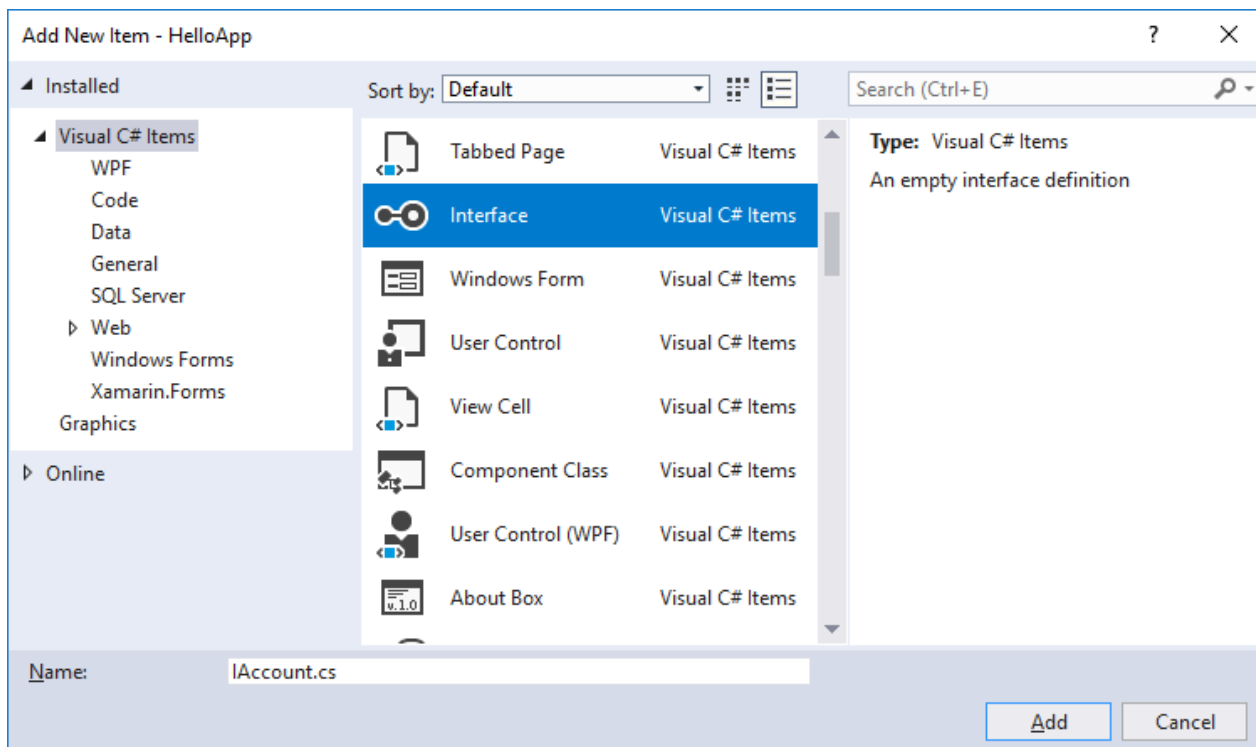 Add New Item - HelloApp
?
Installed
Sort by: Default
Search (Ctrl+E)
Visual C# Items
WPF
Code
Data
General
SQL Server
Web
Windows Forms
Xamarin.Forms
Graphics
Online
Tabbed Page Visual C# Items
Interface Visual C# Items
Windows Form Visual C# Items
User Control Visual C# Items
View Cell Visual C# Items
Component Class Visual C# Items
User Control (WPF) Visual C# Items
v.1.0
About Box Visual C# Items
Type: Visual C# Items
An empty interface definition
Name: IAccount.cs
Add Cancel